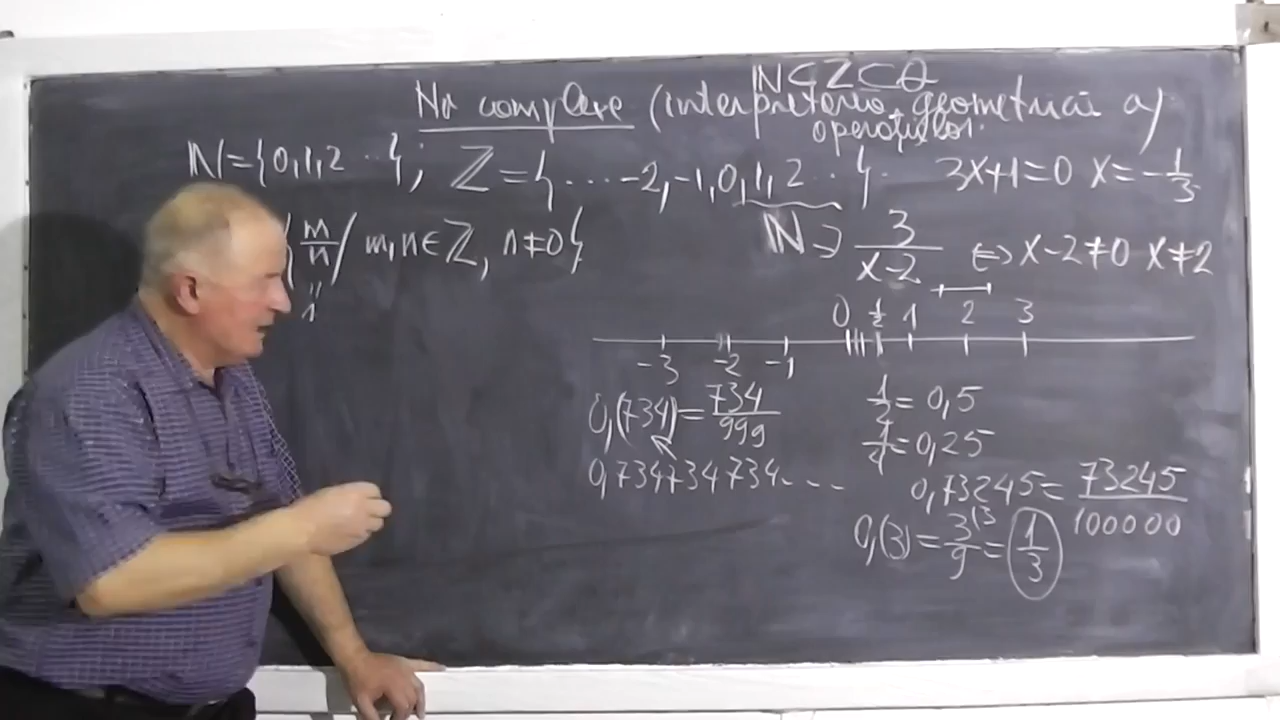 N ⊂ Z ⊂ Q
Nr complexe (interpretarea geometrică a)
operațiilor.
N={0,1,2 ...}; Z={....-2,-1,0,1,2 ...}. 3x+1=0 x=-1/3
{m/n / m,n∈Z, n≠0} N 3/(x-2) ⇔ x-2≠0 x≠2
1
0 1/2 1 2 3
-3 -2 -1
0,(734)=734/999 1/2=0,5
1/4=0,25
0,734734734... 0,73245=73245/100000
0,(3)=3/9 (3 =1/3